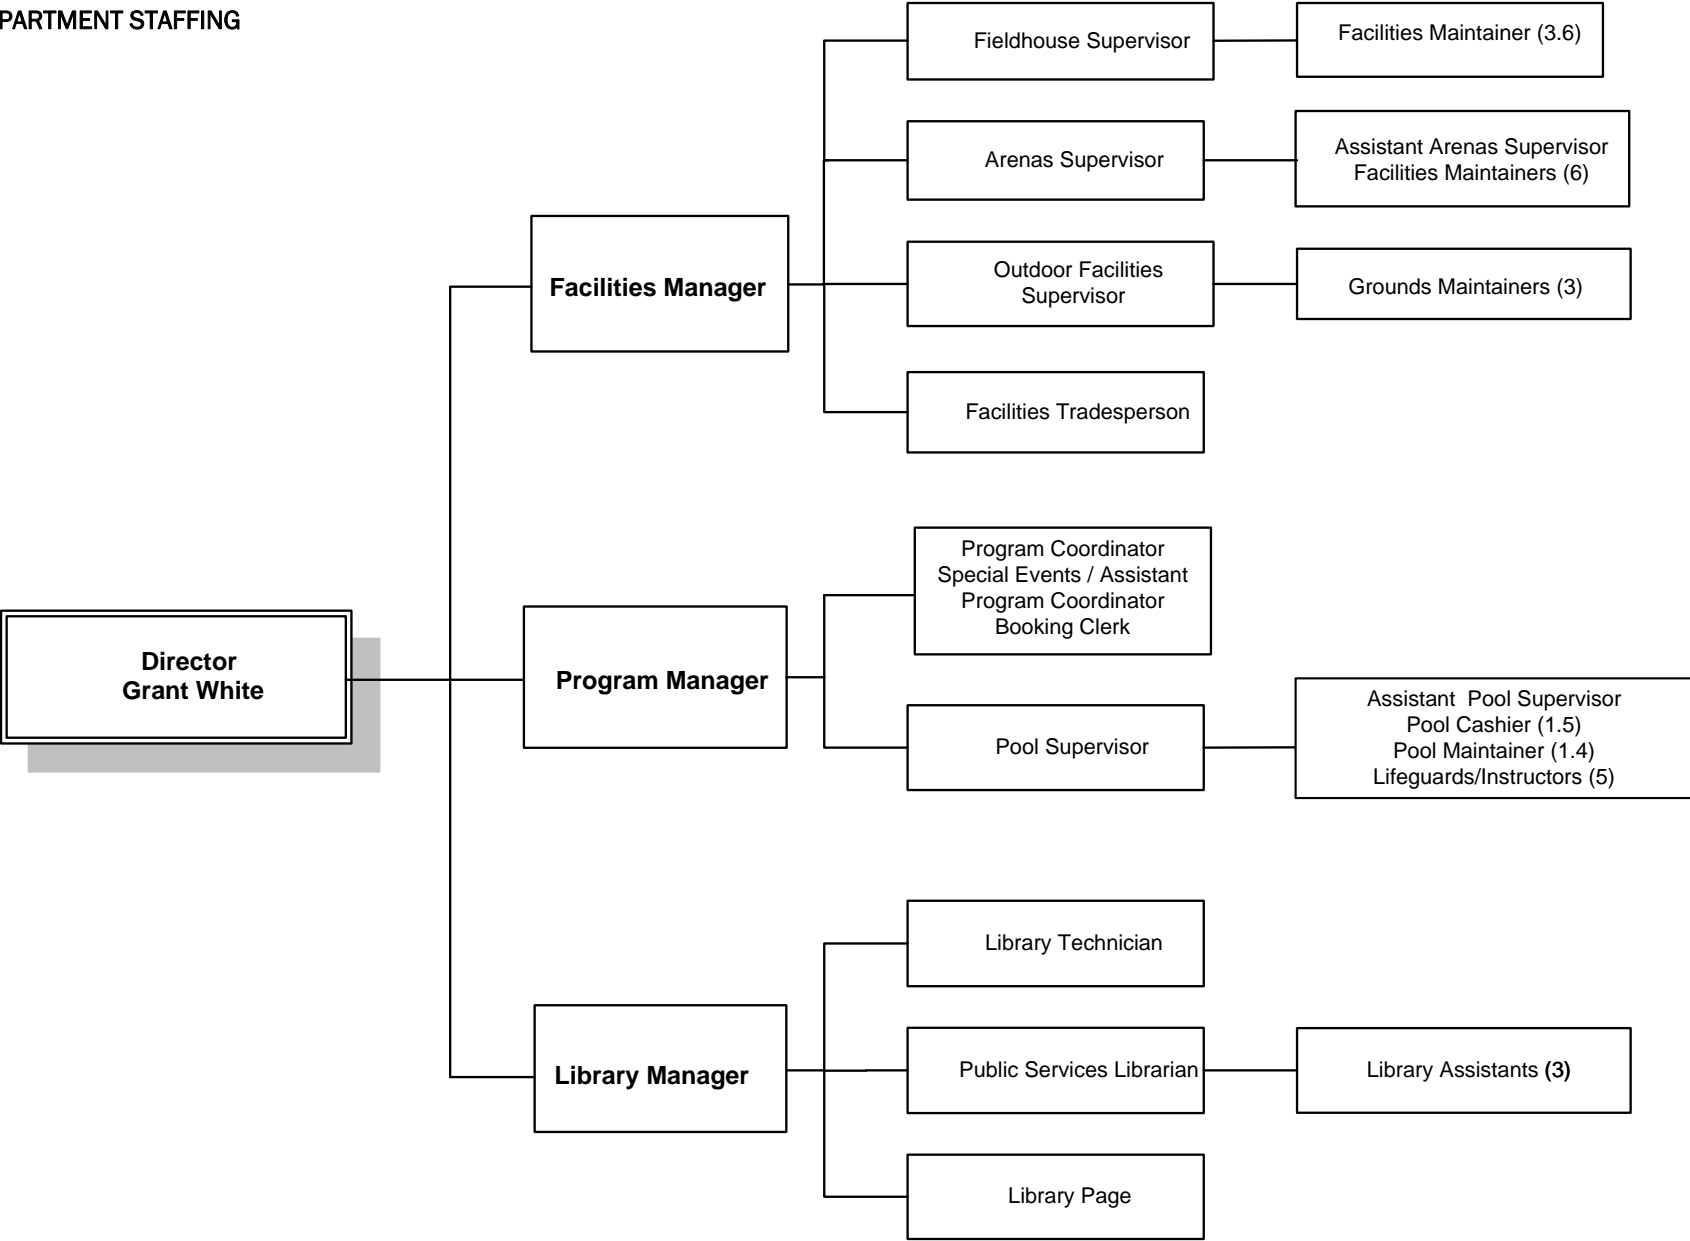 PARTMENT STAFFING
Fieldhouse Supervisor
Facilities Maintainer (3.6)
Arenas Supervisor
Assistant Arenas Supervisor
Facilities Maintainers (6)
Facilities Manager
Outdoor Facilities
Supervisor
Grounds Maintainers (3)
Facilities Tradesperson
Director
Grant White
Program Manager
Program Coordinator
Special Events / Assistant
Program Coordinator
Booking Clerk
Pool Supervisor
Assistant  Pool Supervisor
Pool Cashier (1.5)
Pool Maintainer (1.4)
Lifeguards/Instructors (5)
Library Manager
Library Technician
Public Services Librarian
Library Assistants (3)
Library Page